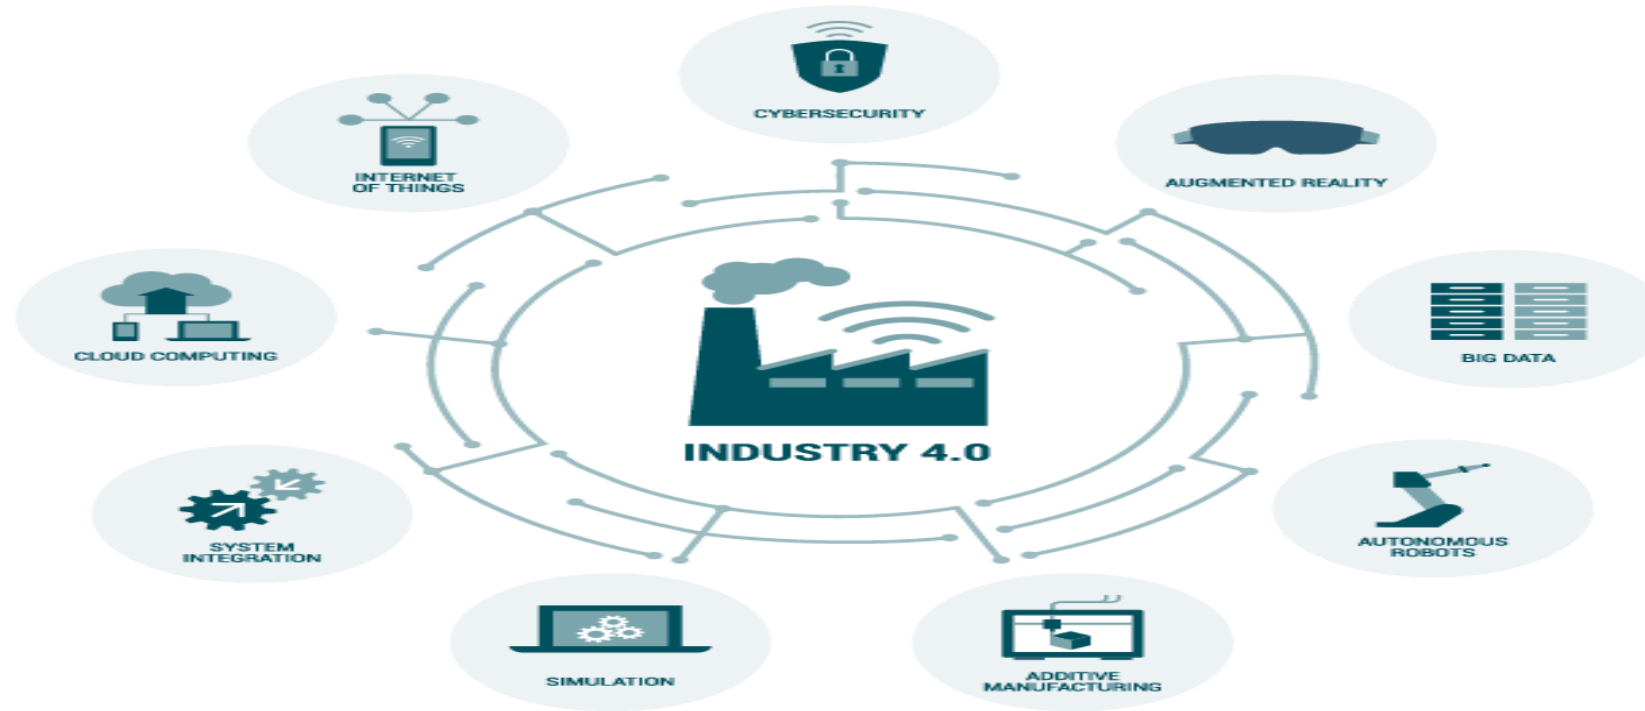 CYBERSECURITY
INTERNET
OF THINGS
AUGMENTED REALITY
CLOUD COMPUTING
BIG DATA
INDUSTRY 4.0
SYSTEM
INTEGRATION
AUTONOMOUS
ROBOTS
SIMULATION
ADDITIVE
MANUFACTURING